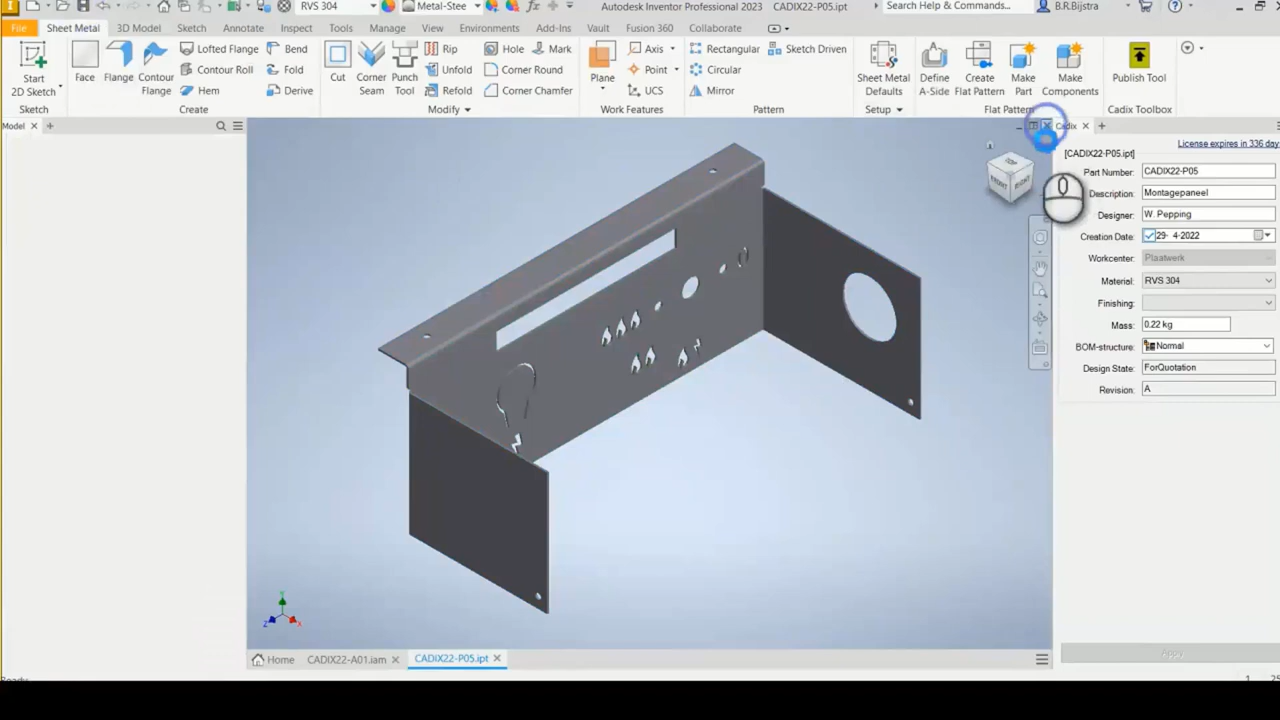 RVS 304
Metal-Stee
fx
Autodesk Inventor Professional 2023
CADIX22-P05.ipt
Search Help & Commands...
B.R.Bijstra
File
Sheet Metal
3D Model
Sketch
Annotate
Inspect
Tools
Manage
View
Environments
Add-Ins
Vault
Fusion 360
Collaborate
Start
2D Sketch
Sketch
Face
Flange
Contour
Flange
Lofted Flange
Contour Roll
Hem
Bend
Fold
Derive
Create
Cut
Corner
Seam
Punch
Tool
Rip
Unfold
Refold
Hole
Mark
Corner Round
Corner Chamfer
Modify
Plane
Axis
Point
UCS
Work Features
Rectangular
Circular
Mirror
Sketch Driven
Pattern
Sheet Metal
Defaults
Setup
Define
A-Side
Create
Flat Pattern
Make
Part
Make
Components
Flat Pattern
Publish Tool
Cadix Toolbox
Model
Cadix
License expires in 336 day
[CADIX22-P05.ipt]
Part Number: CADIX22-P05
Description: Montagepaneel
Designer: W. Pepping
Creation Date: 29- 4-2022
Workcenter: Plaatwerk
Material: RVS 304
Finishing:
Mass: 0.22 kg
BOM-structure: Normal
Design State: ForQuotation
Revision: A
TOP
FRONT
RIGHT
Y
Z
X
Apply
Home
CADIX22-A01.iam
CADIX22-P05.ipt